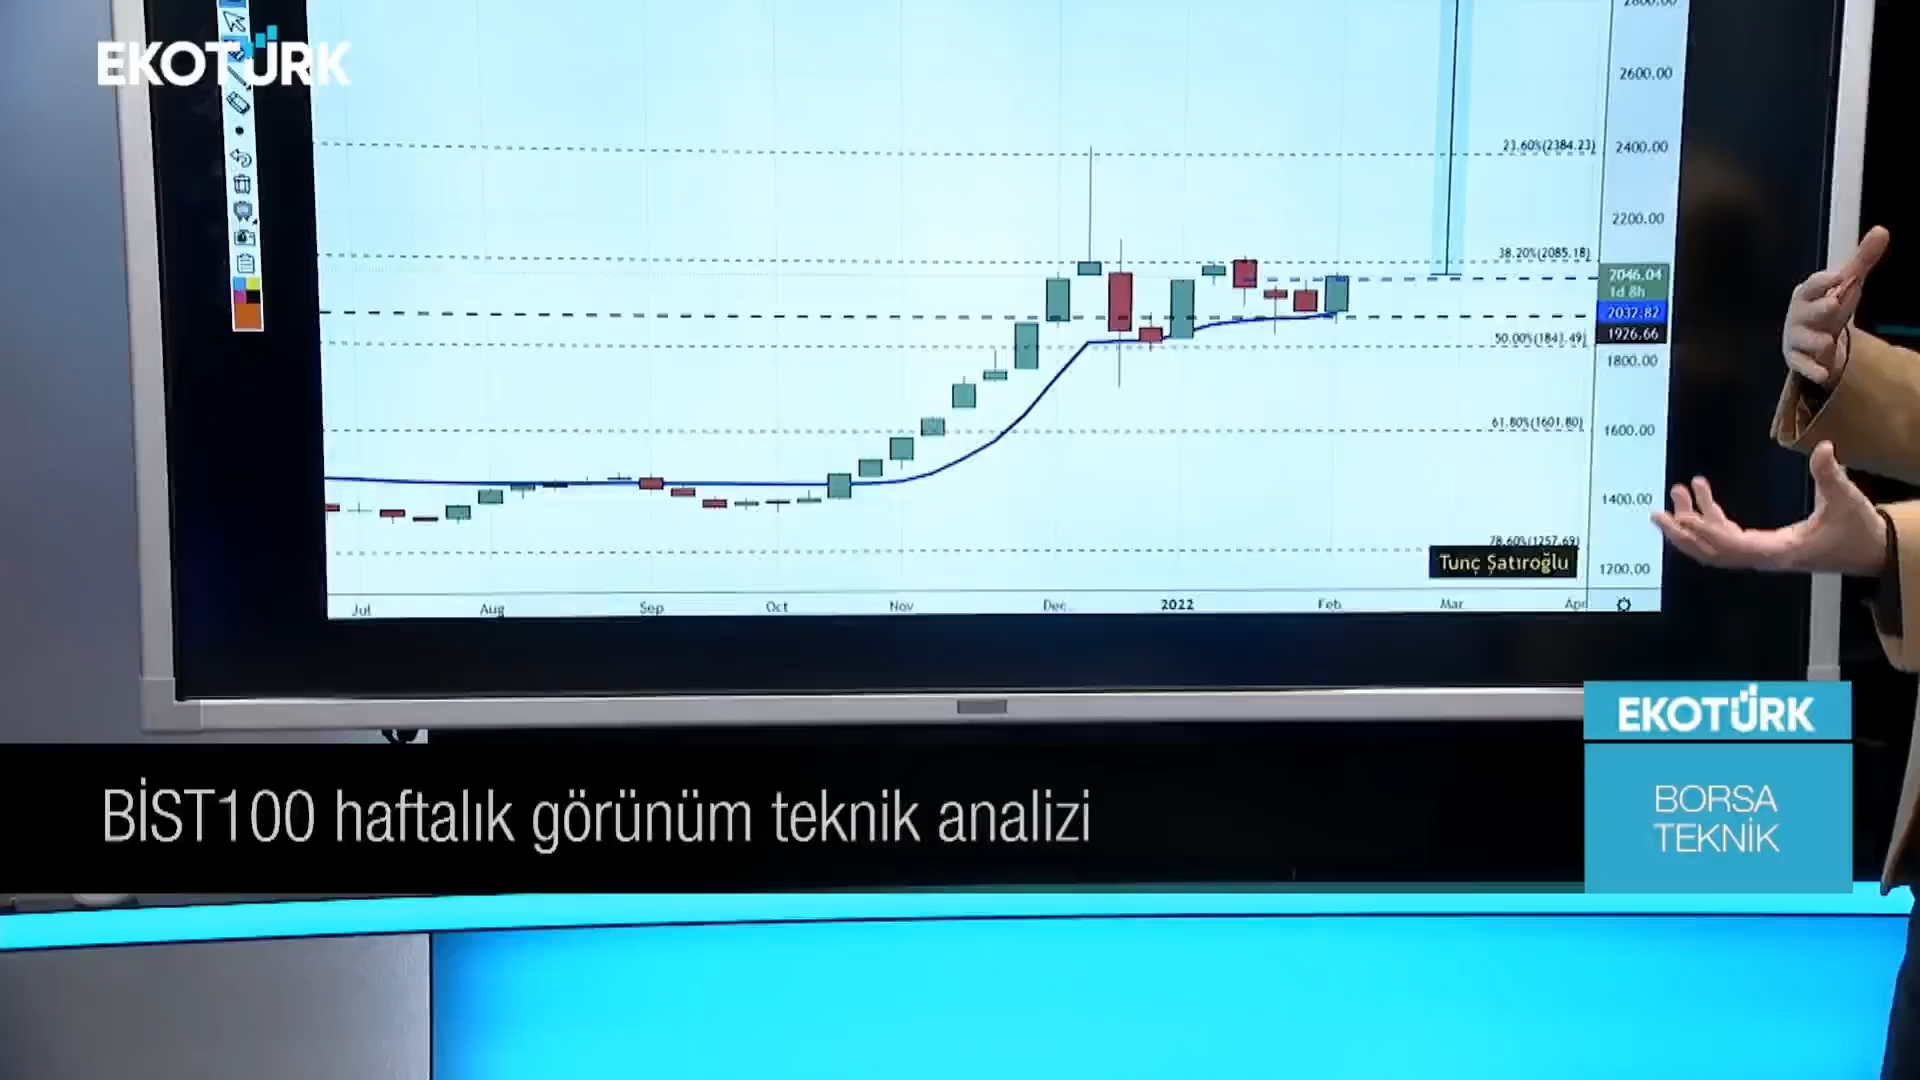 EKOTÜRK
2600.00
23.60%(2384.23)
2400.00
2200.00
38.20%(2085.18)
2046.04
1d 8h
2032.82
1926.66
50.00%(1843.49)
1800.00
61.80%(1601.80)
1600.00
1400.00
78.60%(1257.69)
Tunç Şatıroğlu
1200.00
Jul Aug Sep Oct Nov Dec 2022 Feb Mar Apr
EKOTÜRK
BORSA
TEKNİK
BİST100 haftalık görünüm teknik analizi